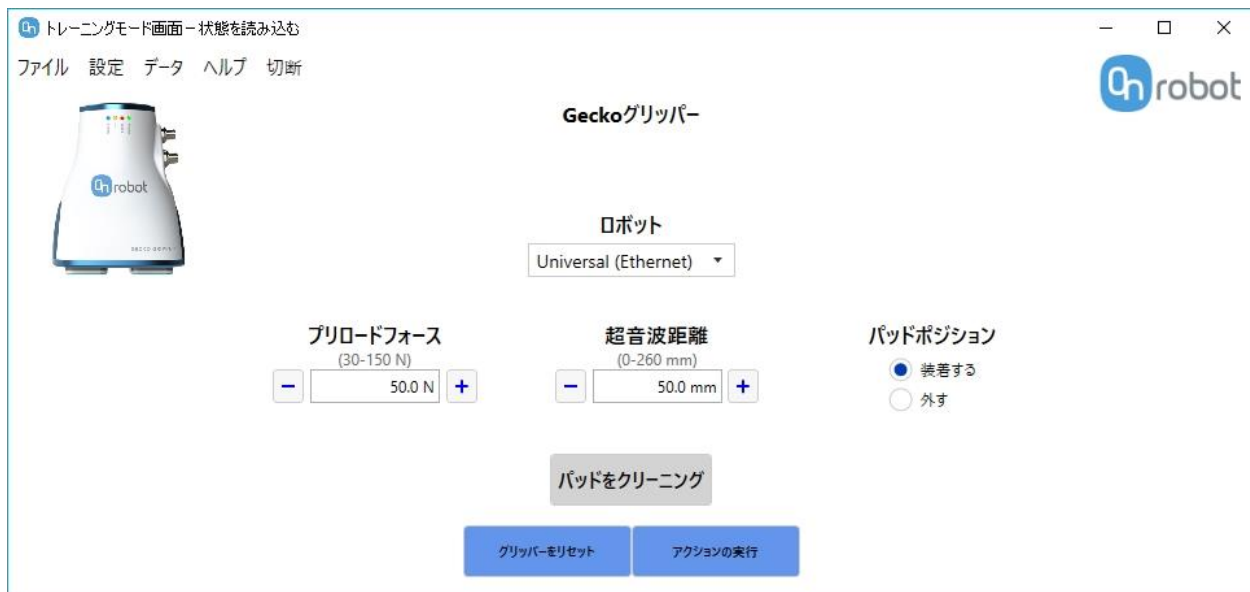 トレーニングモード画面 – 状態を読み込む
ファイル 設定 データ ヘルプ 切断
On robot
Geckoグリッパー
On robot
ロボット
Universal (Ethernet)
プリロードフォース
(30-150 N)
50.0 N
超音波距離
(0-260 mm)
50.0 mm
パッドポジション
装着する
外す
パッドをクリーニング
グリッパーをリセット
アクションの実行